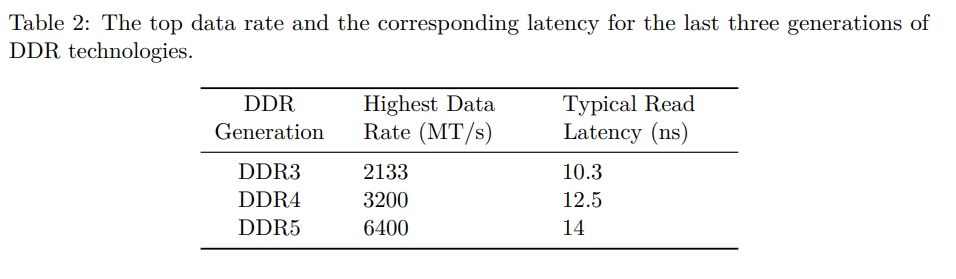 Table 2: The top data rate and the corresponding latency for the last three generations of
DDR technologies.
DDR Highest Data Typical Read
Generation Rate (MT/s) Latency (ns)
DDR3 2133 10.3
DDR4 3200 12.5
DDR5 6400 14